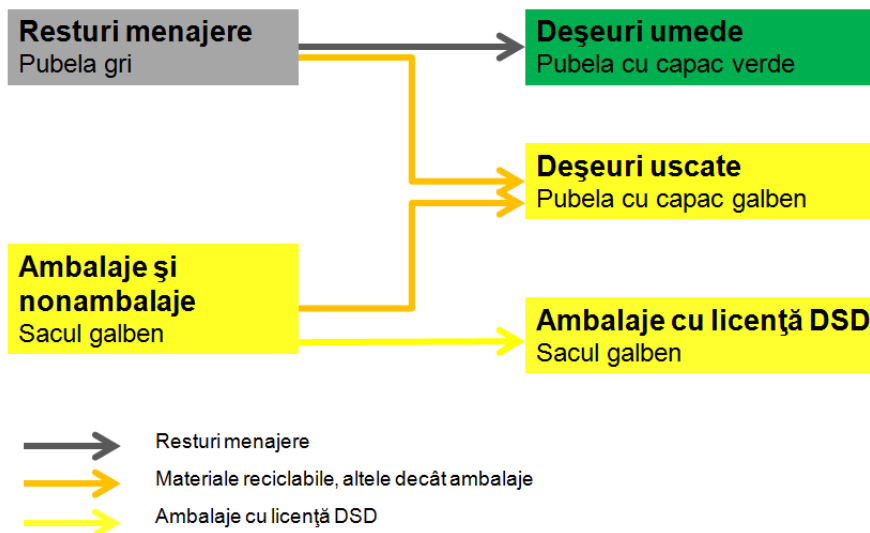 Resturi menajere
Pubela gri
Deşeuri umede
Pubela cu capac verde
Deşeuri uscate
Pubela cu capac galben
Ambalaje şi
nonambalaje
Sacul galben
Ambalaje cu licenţă DSD
Sacul galben
Resturi menajere
Materiale reciclabile, altele decât ambalaje
Ambalaje cu licenţă DSD